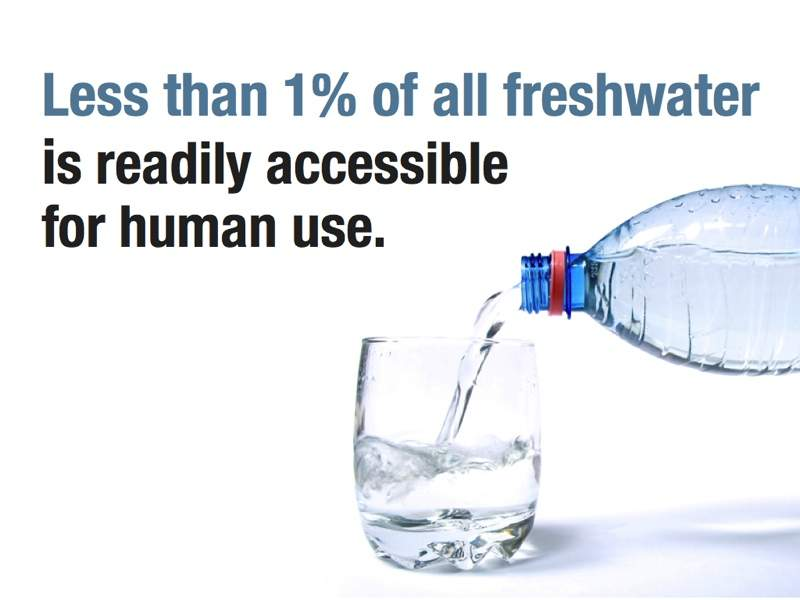 Less than 1% of all freshwater
is readily accessible
for human use.